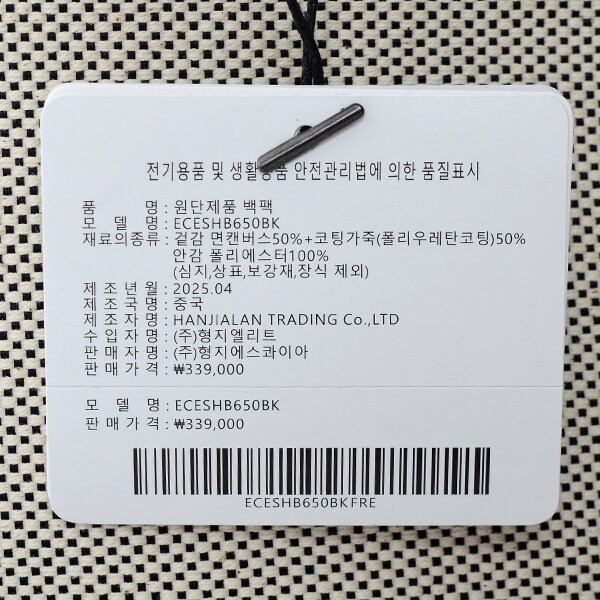 전기용품 및 생활용품 안전관리법에 의한 품질표시
품 명 : 원단제품 백팩
모 델 명 : ECESHB650BK
재료의종류 : 겉감 면캔버스50%+코팅가죽(폴리우레탄코팅)50%
안감 폴리에스터100%
(심지,상표,보강재,장식 제외)
제 조 년 월 : 2025.04
제 조 국 명 : 중국
제 조 자 명 : HANJIALAN TRADING Co.,LTD
수 입 자 명 : (주)형지엘리트
판 매 자 명 : (주)형지에스콰이아
판 매 가 격 : ₩339,000
모 델 명 : ECESHB650BK
판 매 가 격 : ₩339,000
ECESHB650BKFRE